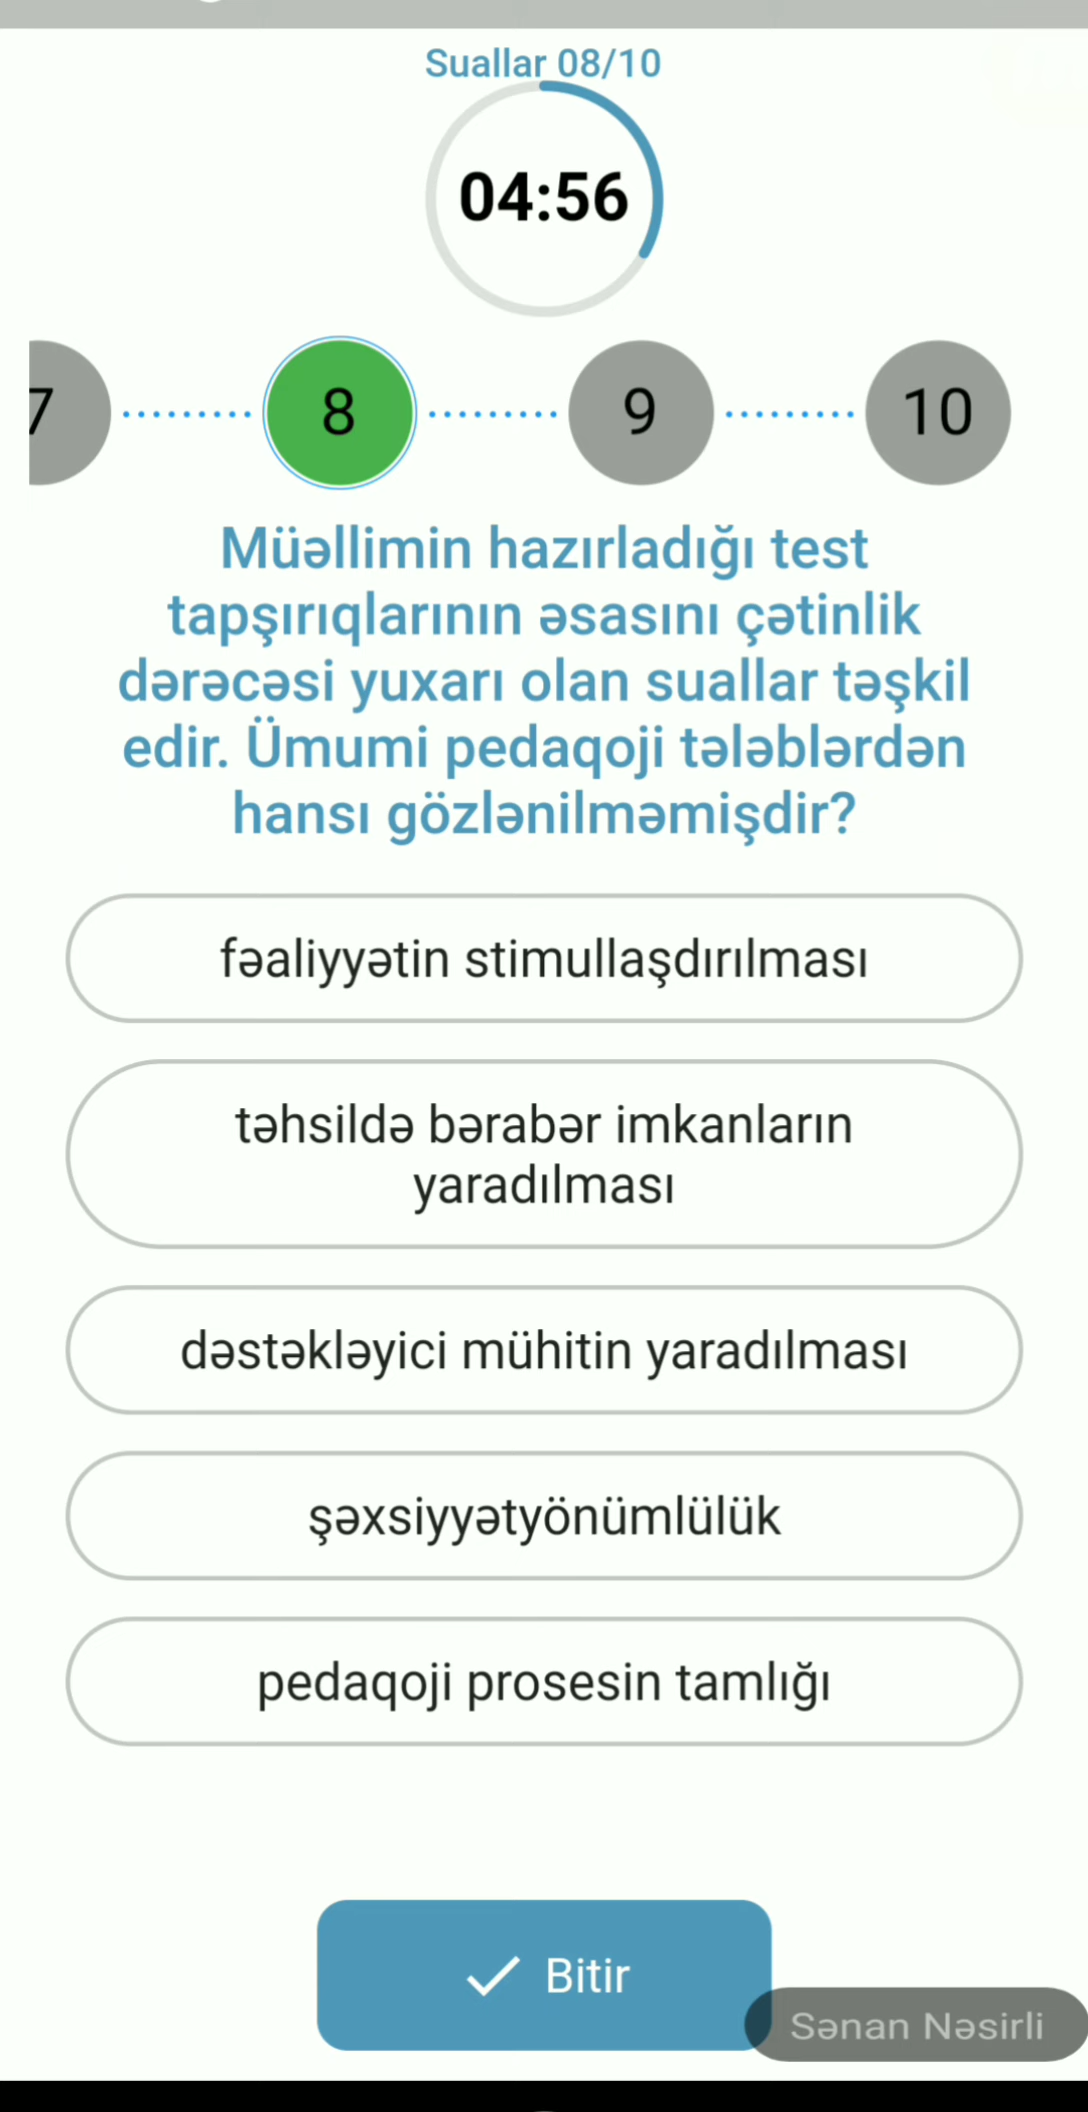 Suallar 08/10
04:56
7
8
9
10
Müəllimin hazırladığı test
tapşırıqlarının əsasını çətinlik
dərəcəsi yuxarı olan suallar təşkil
edir. Ümumi pedaqoji tələblərdən
hansı gözlənilməmişdir?
fəaliyyətin stimullaşdırılması
təhsildə bərabər imkanların
yaradılması
dəstəkləyici mühitin yaradılması
şəxsiyyətyönümlülük
pedaqoji prosesin tamlığı
Bitir
Sənan Nəsirli